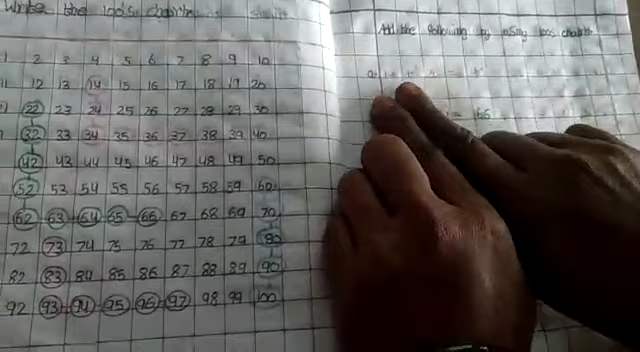 Write the 100's chart
Add the following by using 100s chart
1 2 3 4 5 6 7 8 9 10
11 12 13 14 15 16 17 18 19 20
22 23 24 25 26 27 28 29 30
32 33 34 35 36 37 38 39 40
42 43 44 45 46 47 48 49 50
52 53 54 55 56 57 58 59 60
62 63 64 65 66 67 68 69 70
72 73 74 75 76 77 78 79 80
82 83 84 85 86 87 88 89 90
92 93 94 95 96 97 98 99 100
= 66